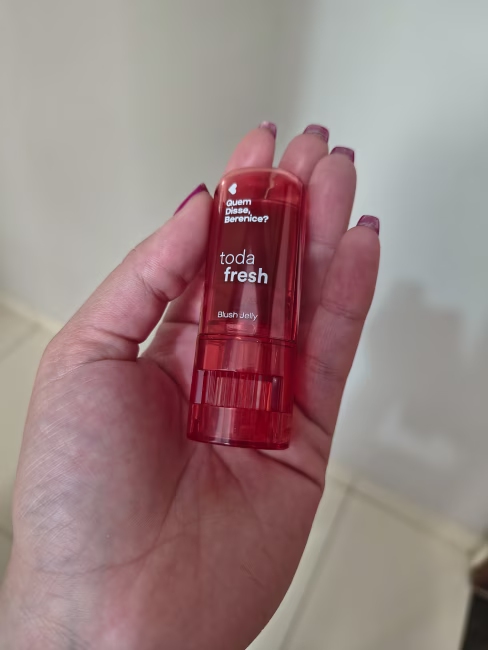 Quem
Disse,
Berenice?
toda
fresh
Blush Jelly